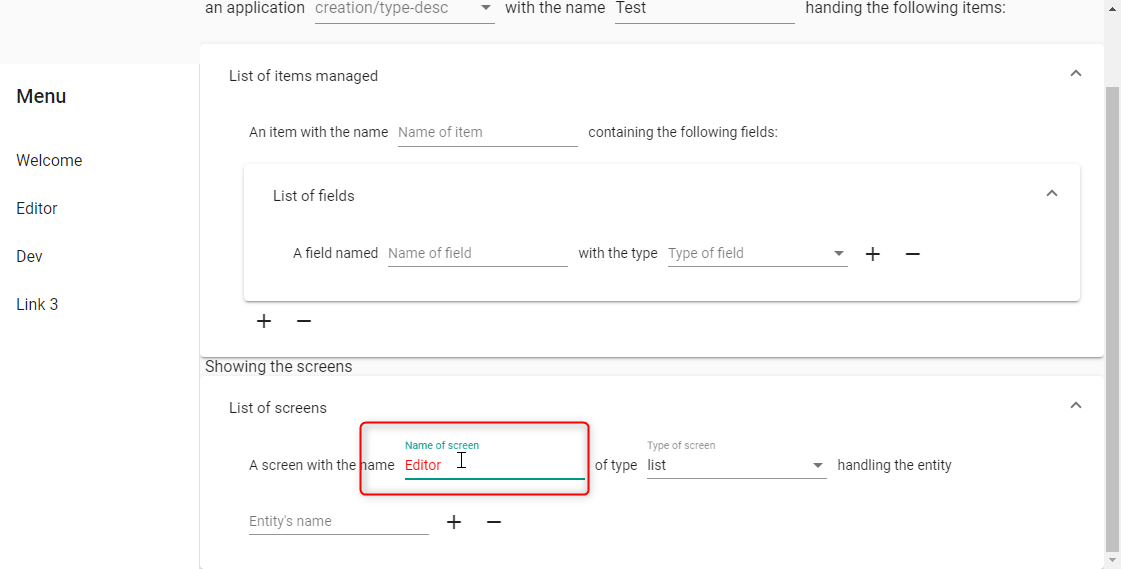 an application creation/type-desc with the name Test handing the following items:
Menu
Welcome
Editor
Dev
Link 3
List of items managed
An item with the name Name of item containing the following fields:
List of fields
A field named Name of field with the type Type of field
Showing the screens
List of screens
Name of screen Type of screen
A screen with the name Editor of type list handling the entity
Entity's name